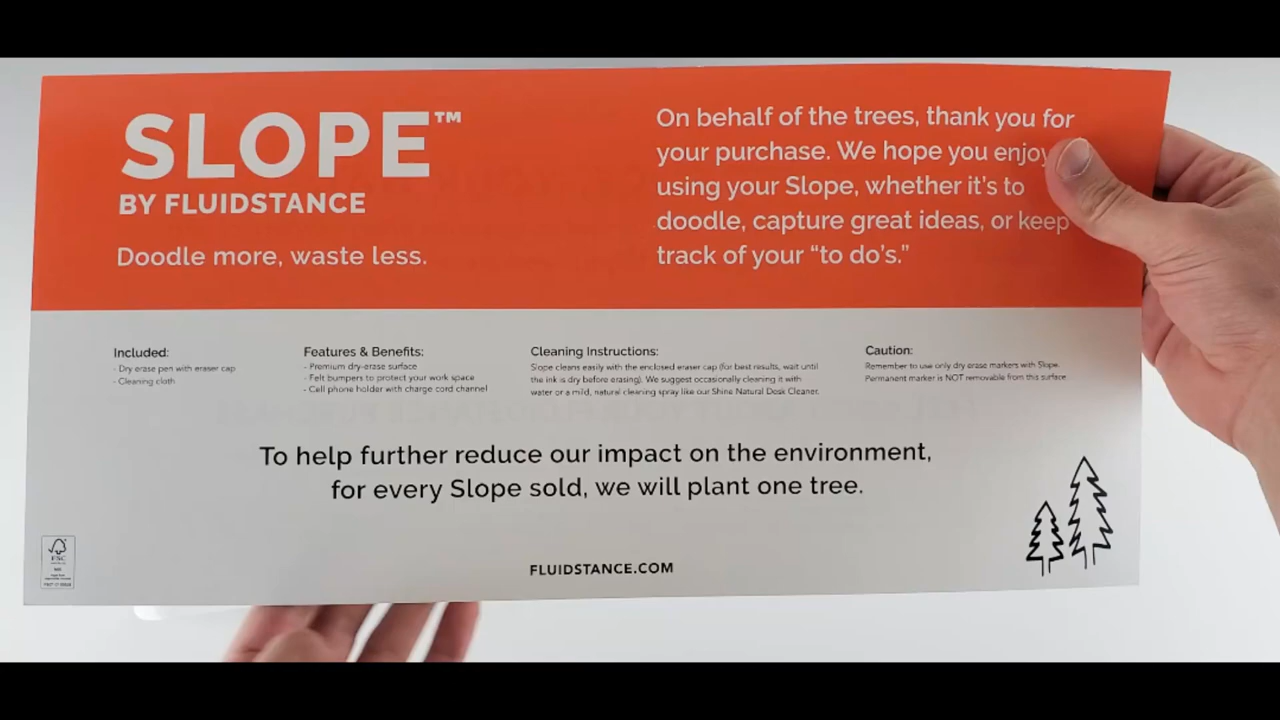 SLOPE™
BY FLUIDSTANCE
Doodle more, waste less.
On behalf of the trees, thank you for
your purchase. We hope you enjoy
using your Slope, whether it's to
doodle, capture great ideas, or keep
track of your “to do's.”
Included:
- Dry erase pen with eraser cap
- Cleaning cloth
Features & Benefits:
- Premium dry-erase surface
- Felt bumpers to protect your work space
- Cell phone holder with charge cord channel
Cleaning Instructions:
Slope cleans easily with the enclosed eraser cap (for best results, wait until
the ink is dry before erasing). We suggest occasionally cleaning it with
water or a mild, natural cleaning spray like our Shine Natural Desk Cleaner.
Caution:
Remember to use only dry erase markers with Slope.
Permanent marker is NOT removable from this surface.
To help further reduce our impact on the environment,
for every Slope sold, we will plant one tree.
FSC
FLUIDSTANCE.COM